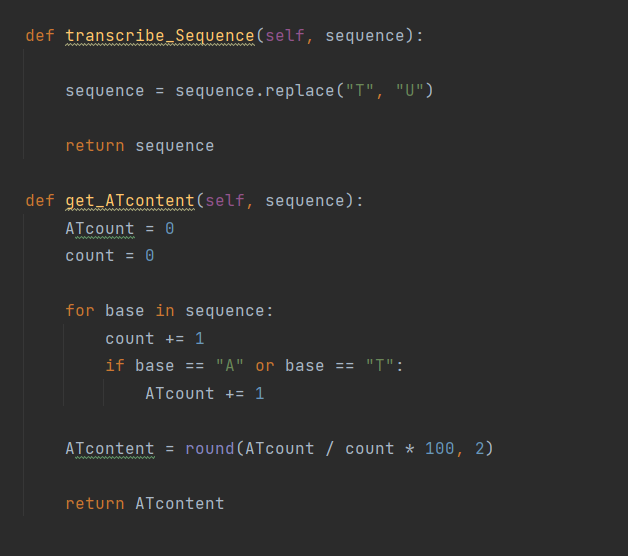 def transcribe_Sequence(self, sequence):
    sequence = sequence.replace("T", "U")
    return sequence
def get_ATcontent(self, sequence):
    ATcount = 0
    count = 0
    for base in sequence:
        count += 1
        if base == "A" or base == "T":
            ATcount += 1
    ATcontent = round(ATcount / count * 100, 2)
    return ATcontent